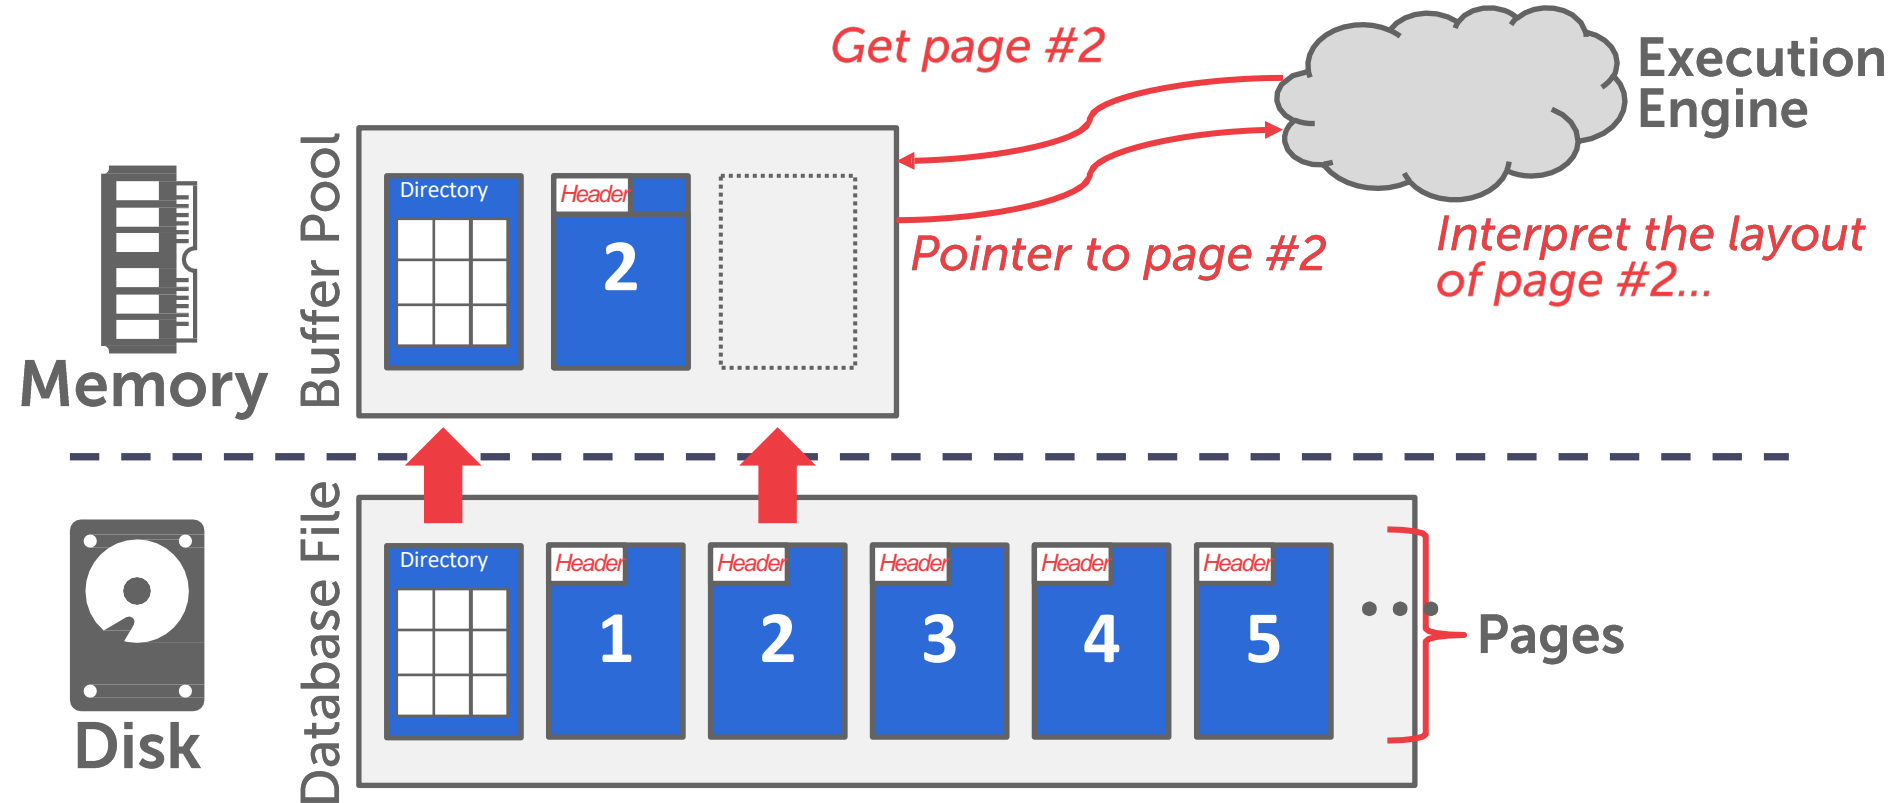 Get page #2
Execution
Engine
Buffer Pool
Directory
Header
2
Pointer to page #2
Interpret the layout
of page #2...
Memory
Database File
Directory
Header
1
Header
2
Header
3
Header
4
Header
5
Pages
Disk